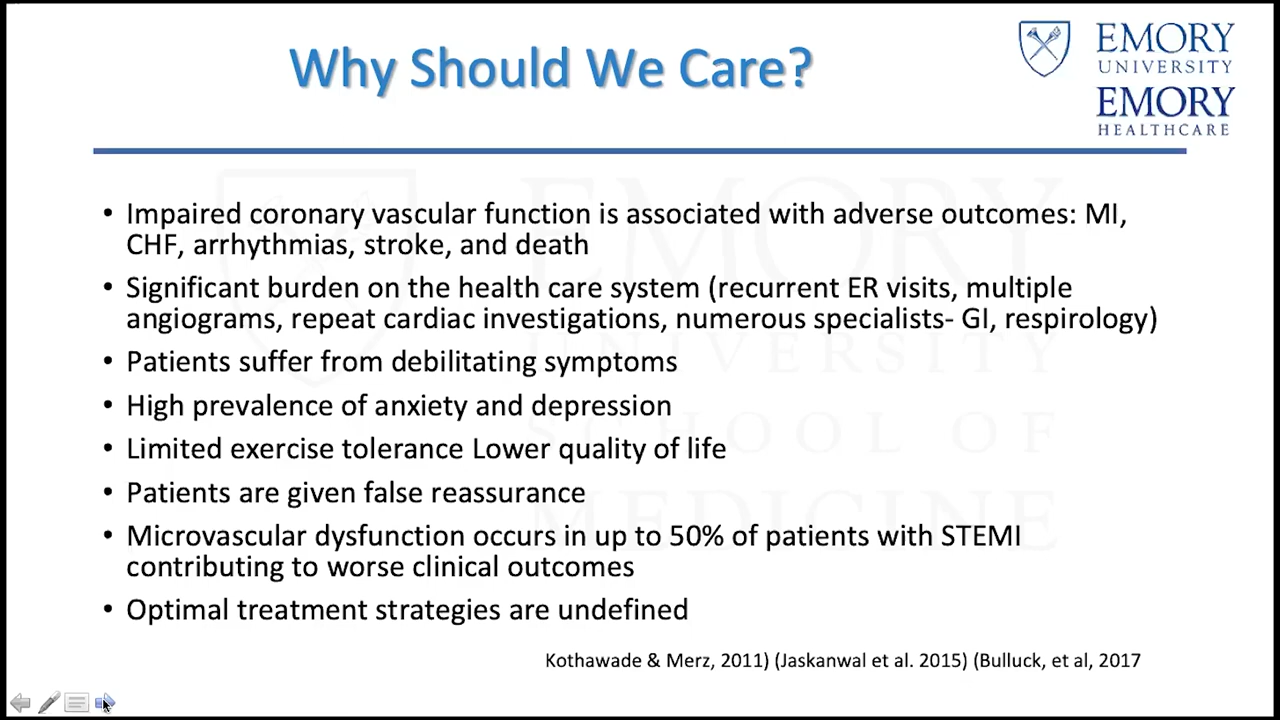 Why Should We Care?
EMORY
UNIVERSITY
EMORY
HEALTHCARE
• Impaired coronary vascular function is associated with adverse outcomes: MI,
CHF, arrhythmias, stroke, and death
• Significant burden on the health care system (recurrent ER visits, multiple
angiograms, repeat cardiac investigations, numerous specialists- GI, respirology)
• Patients suffer from debilitating symptoms
• High prevalence of anxiety and depression
• Limited exercise tolerance Lower quality of life
• Patients are given false reassurance
• Microvascular dysfunction occurs in up to 50% of patients with STEMI
contributing to worse clinical outcomes
• Optimal treatment strategies are undefined
Kothawade & Merz, 2011) (Jaskanwal et al. 2015) (Bulluck, et al, 2017
EMORY
UNIVERSITY
SCHOOL OF
MEDICINE